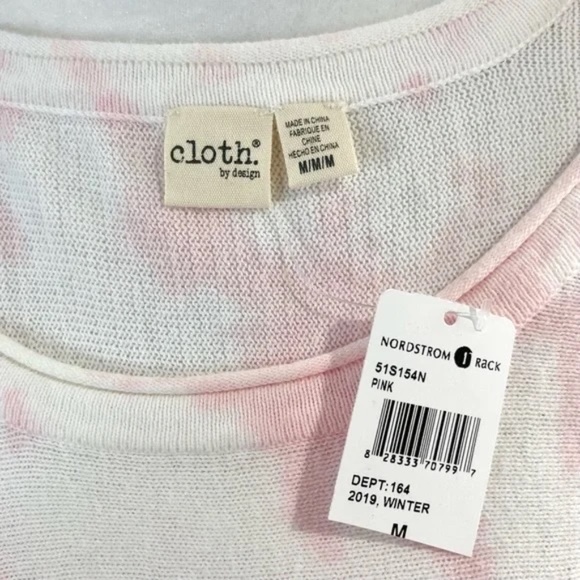 cloth.®
by design
MADE IN CHINA
FABRIQUE EN
CHINE
HECHO EN CHINA
M/M/M
NORDSTROM rack
51S154N
PINK
8 28333 70799 7
DEPT:164
2019, WINTER
M